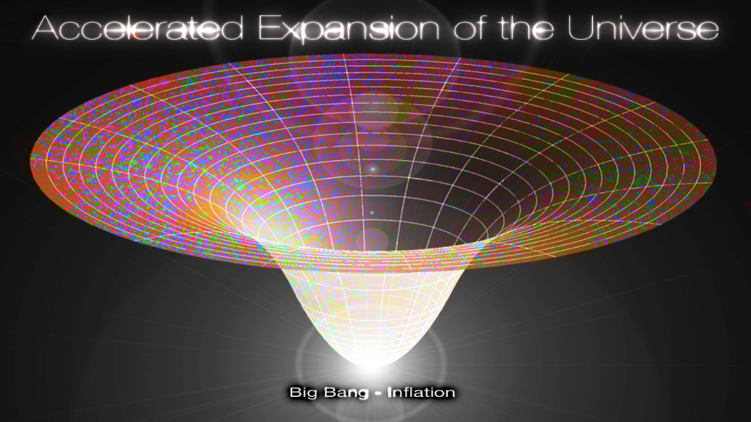 Accelerated Expansion of the Universe
Big Bang - Inflation